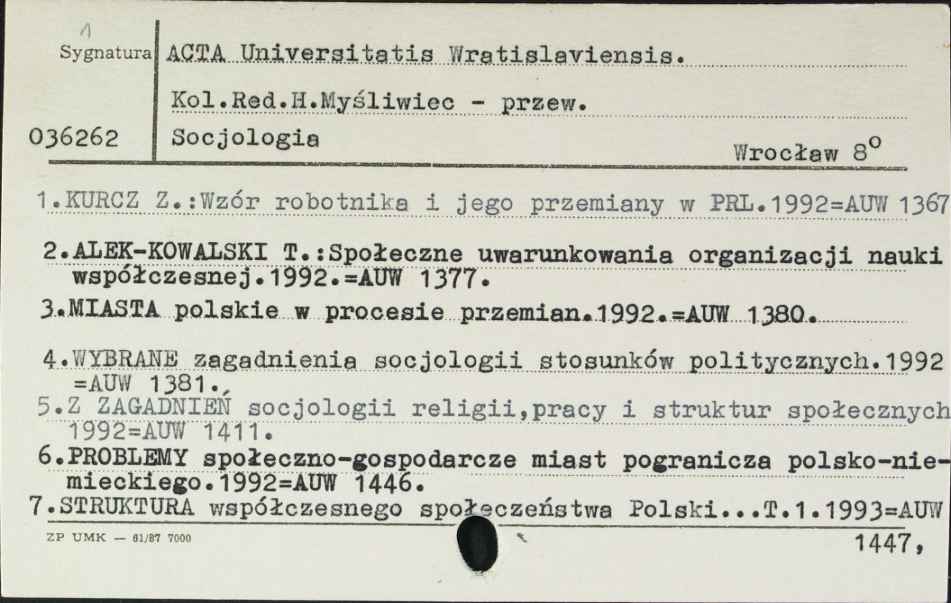 1
Sygnatura ACTA Universitatis Wratislaviensis.
Kol.Red.H.Myśliwiec - przew.
036262 Socjologia
Wrocław 8°
1.KURCZ Z.:Wzór robotnika i jego przemiany w PRL.1992=AUW 1367
2.ALEK-KOWALSKI T.:Społeczne uwarunkowania organizacji nauki
współczesnej.1992.=AUW 1377.
3.MIASTA polskie w procesie przemian.1992.=AUW 1380.
4.WYBRANE zagadnienia socjologii stosunków politycznych.1992
=AUW 1381.
5.Z ZAGADNIEŃ socjologii religii,pracy i struktur społecznych
1992=AUW 1411.
6.PROBLEMY społeczno-gospodarcze miast pogranicza polsko-nie-
mieckiego.1992=AUW 1446.
7.STRUKTURA współczesnego społeczeństwa Polski...T.1.1993=AUW
1447,
ZP UMK — 61/87 7000